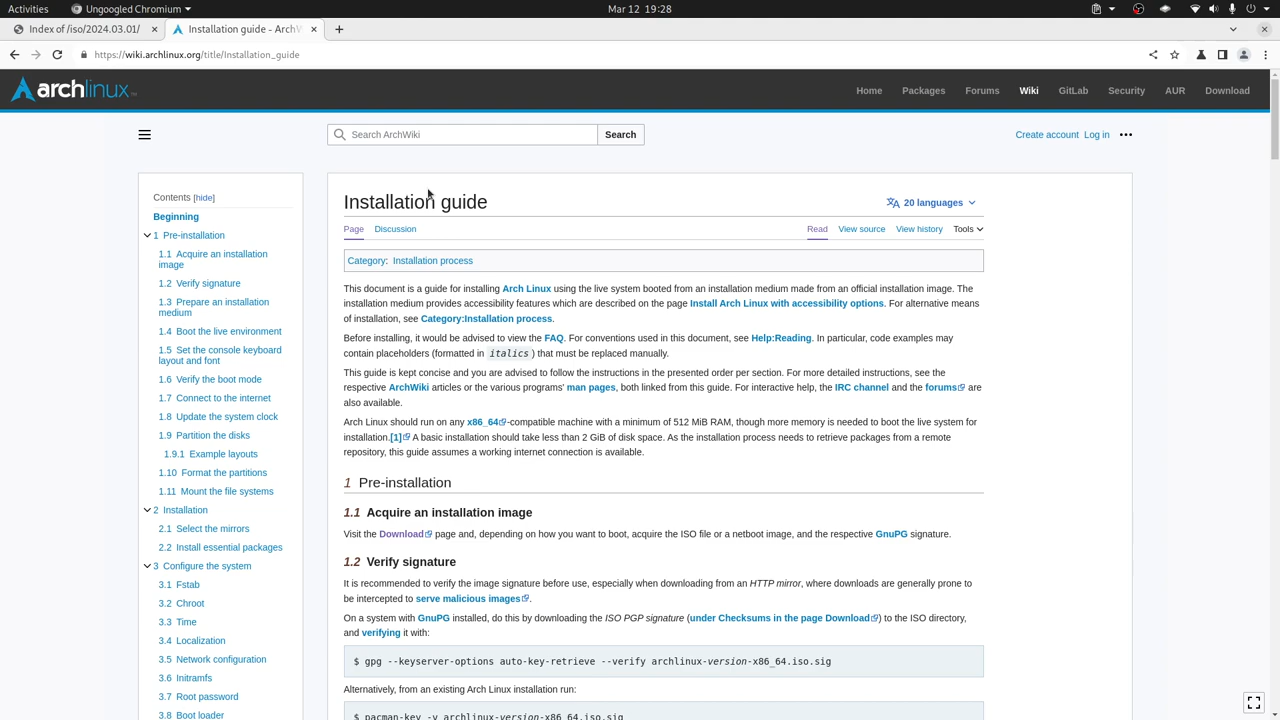 Activities
Ungoogled Chromium
Mar 12 19:28
Index of /iso/2024.03.01/
Installation guide - ArchW
https://wiki.archlinux.org/title/Installation_guide
archlinux
Home Packages Forums Wiki GitLab Security AUR Download
Search ArchWiki
Search
Create account Log in
Contents [hide]
Beginning
1 Pre-installation
1.1 Acquire an installation
image
1.2 Verify signature
1.3 Prepare an installation
medium
1.4 Boot the live environment
1.5 Set the console keyboard
layout and font
1.6 Verify the boot mode
1.7 Connect to the internet
1.8 Update the system clock
1.9 Partition the disks
1.9.1 Example layouts
1.10 Format the partitions
1.11 Mount the file systems
2 Installation
2.1 Select the mirrors
2.2 Install essential packages
3 Configure the system
3.1 Fstab
3.2 Chroot
3.3 Time
3.4 Localization
3.5 Network configuration
3.6 Initramfs
3.7 Root password
3.8 Boot loader
Installation guide
20 languages
Page Discussion
Read View source View history Tools
Category: Installation process
This document is a guide for installing Arch Linux using the live system booted from an installation medium made from an official installation image. The
installation medium provides accessibility features which are described on the page Install Arch Linux with accessibility options. For alternative means
of installation, see Category:Installation process.
Before installing, it would be advised to view the FAQ. For conventions used in this document, see Help:Reading. In particular, code examples may
contain placeholders (formatted in italics ) that must be replaced manually.
This guide is kept concise and you are advised to follow the instructions in the presented order per section. For more detailed instructions, see the
respective ArchWiki articles or the various programs' man pages, both linked from this guide. For interactive help, the IRC channel and the forums are
also available.
Arch Linux should run on any x86_64-compatible machine with a minimum of 512 MiB RAM, though more memory is needed to boot the live system for
installation.[1] A basic installation should take less than 2 GiB of disk space. As the installation process needs to retrieve packages from a remote
repository, this guide assumes a working internet connection is available.
1 Pre-installation
1.1 Acquire an installation image
Visit the Download page and, depending on how you want to boot, acquire the ISO file or a netboot image, and the respective GnuPG signature.
1.2 Verify signature
It is recommended to verify the image signature before use, especially when downloading from an HTTP mirror, where downloads are generally prone to
be intercepted to serve malicious images.
On a system with GnuPG installed, do this by downloading the ISO PGP signature (under Checksums in the page Download) to the ISO directory,
and verifying it with:
$ gpg --keyserver-options auto-key-retrieve --verify archlinux-version-x86_64.iso.sig
Alternatively, from an existing Arch Linux installation run:
$ pacman-key -v archlinux-version-x86_64.iso.sig